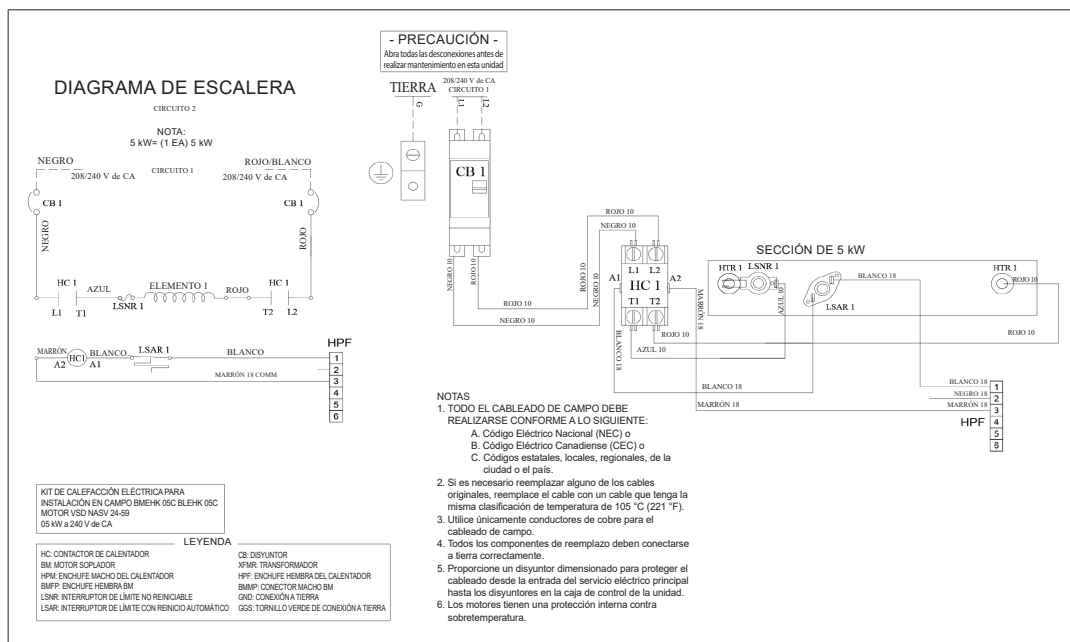 - PRECAUCIÓN -
Abra todas las desconexiones antes de
realizar mantenimiento en esta unidad
DIAGRAMA DE ESCALERA
CIRCUITO 2
NOTA:
5 kW= (1 EA) 5 kW
NEGRO
208/240 V de CA
CIRCUITO 1
ROJO/BLANCO
208/240 V de CA
CB 1
CB 1
NEGRO
ROJO
HC 1
L1
T1
AZUL
LSNR 1
ELEMENTO 1
ROJO
HC 1
T2
L2
MARRÓN
A2
HC1
A1
BLANCO
LSAR 1
BLANCO
MARRÓN 18 COMM
HPF
1
2
3
4
5
6
TIERRA
G
208/240 V de CA
CIRCUITO 1
L1
L2
CB 1
NEGRO 10
ROJO 10
ROJO 10
NEGRO 10
ROJO 10
NEGRO 10
ROJO 10
NEGRO 10
L1
L2
A1
A2
HC 1
T1
T2
MARRÓN 18
BLANCO 18
ROJO 10
AZUL 10
SECCIÓN DE 5 kW
HTR 1
LSNR 1
AZUL 10
BLANCO 18
LSAR 1
HTR 1
ROJO 10
ROJO 10
BLANCO 18
MARRÓN 18
BLANCO 18
NEGRO 18
MARRÓN 18
HPF
1
2
3
4
5
6
NOTAS
1. TODO EL CABLEADO DE CAMPO DEBE
REALIZARSE CONFORME A LO SIGUIENTE:
A. Código Eléctrico Nacional (NEC) o
B. Código Eléctrico Canadiense (CEC) o
C. Códigos estatales, locales, regionales, de la
ciudad o el país.
2. Si es necesario reemplazar alguno de los cables
originales, reemplace el cable con un cable que tenga la
misma clasificación de temperatura de 105 °C (221 °F).
3. Utilice únicamente conductores de cobre para el
cableado de campo.
4. Todos los componentes de reemplazo deben conectarse
a tierra correctamente.
5. Proporcione un disyuntor dimensionado para proteger el
cableado desde la entrada del servicio eléctrico principal
hasta los disyuntores en la caja de control de la unidad.
6. Los motores tienen una protección interna contra
sobretemperatura.
KIT DE CALEFACCIÓN ELÉCTRICA PARA
INSTALACIÓN EN CAMPO BMEHK 05C BLEHK 05C
MOTOR VSD NASV 24-59
05 kW a 240 V de CA
LEYENDA
HC: CONTACTOR DE CALENTADOR
BM: MOTOR SOPLADOR
HPM: ENCHUFE MACHO DEL CALENTADOR
BMFP: ENCHUFE HEMBRA BM
LSNR: INTERRUPTOR DE LÍMITE NO REINICIABLE
LSAR: INTERRUPTOR DE LÍMITE CON REINICIO AUTOMÁTICO
CB: DISYUNTOR
XFMR: TRANSFORMADOR
HPF: ENCHUFE HEMBRA DEL CALENTADOR
BMMP: CONECTOR MACHO BM
GND: CONEXIÓN A TIERRA
GGS: TORNILLO VERDE DE CONEXIÓN A TIERRA